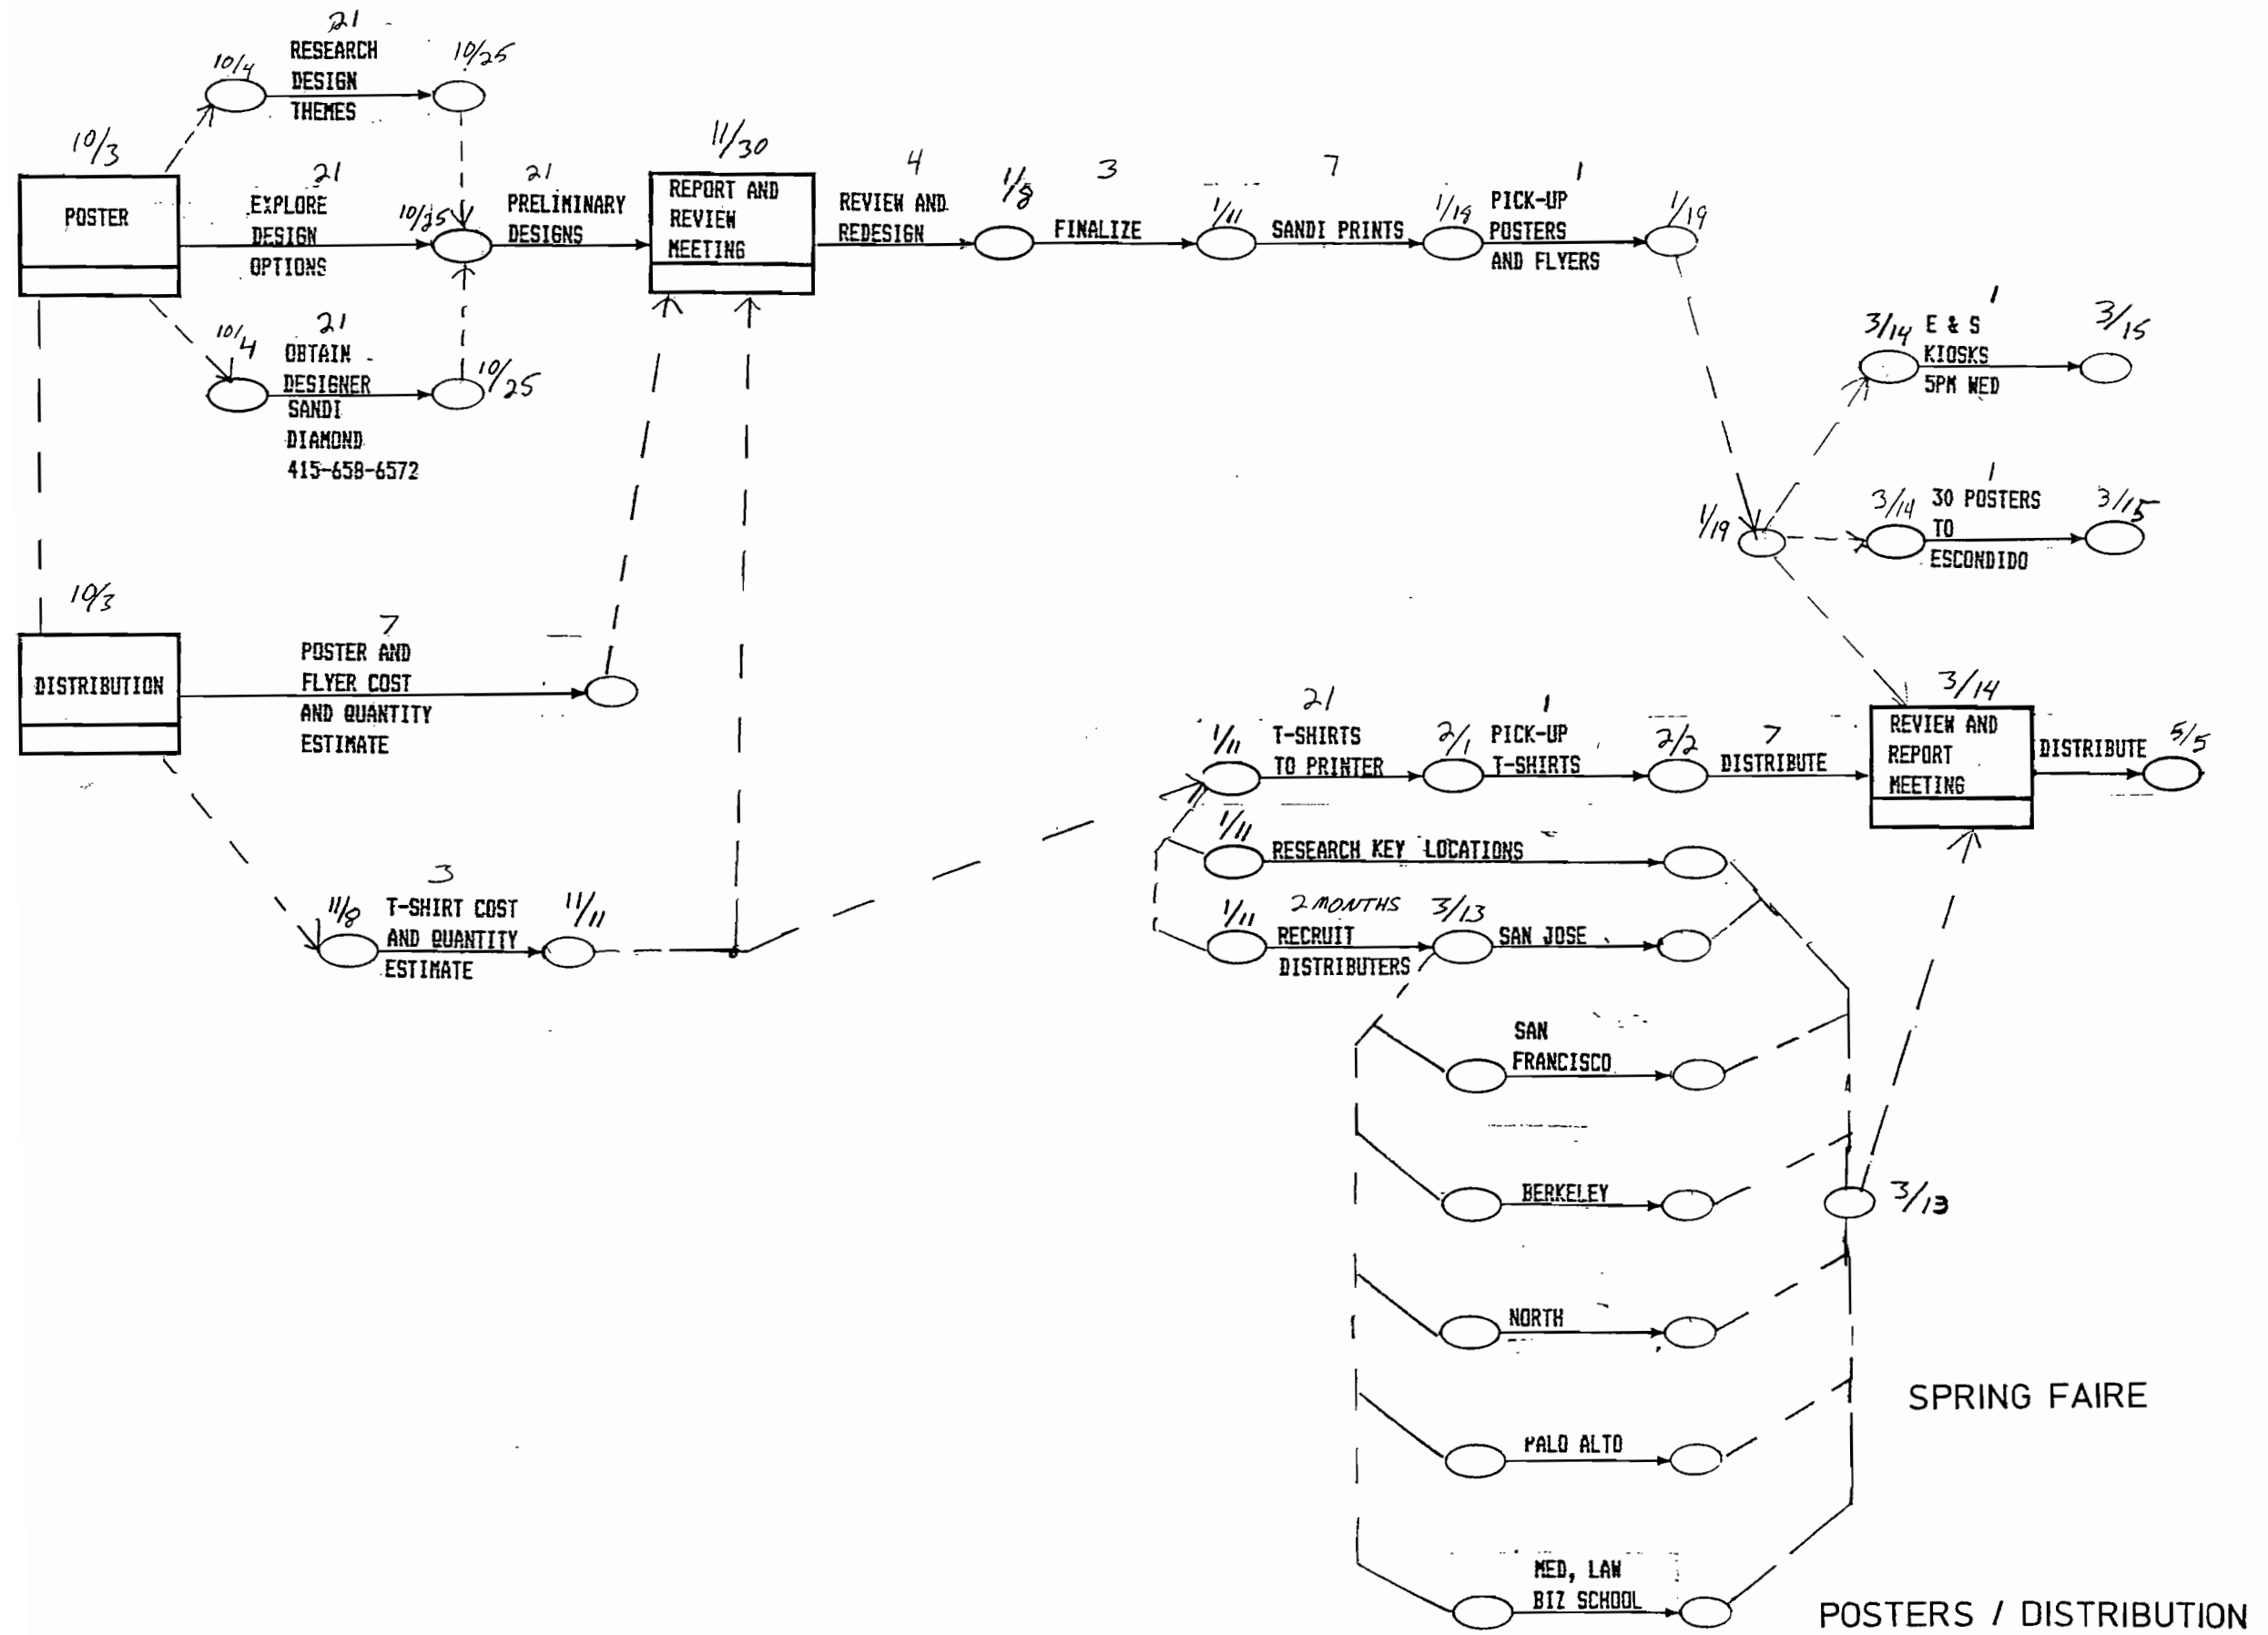 21
RESEARCH
DESIGN
THEMES
10/4
10/25
10/3
POSTER
21
EXPLORE
DESIGN
OPTIONS
10/25
21
PRELIMINARY
DESIGNS
11/30
REPORT AND
REVIEW
MEETING
4
REVIEW AND
REDESIGN
1/8
3
FINALIZE
1/11
7
SANDI PRINTS
1/18
1
PICK-UP
POSTERS
AND FLYERS
1/19
10/4
21
OBTAIN
DESIGNER
SANDI
DIAMOND
415-658-6572
10/25
3/14
1
E & S
KIOSKS
5PM WED
3/15
1/19
3/14
1
30 POSTERS
TO
ESCONDIDO
3/15
10/3
DISTRIBUTION
7
POSTER AND
FLYER COST
AND QUANTITY
ESTIMATE
1/11
21
T-SHIRTS
TO PRINTER
2/1
1
PICK-UP
T-SHIRTS
2/2
7
DISTRIBUTE
3/14
REVIEW AND
REPORT
MEETING
DISTRIBUTE
5/5
1/11
RESEARCH KEY LOCATIONS
11/8
3
T-SHIRT COST
AND QUANTITY
ESTIMATE
11/11
1/11
2 MONTHS
RECRUIT
DISTRIBUTERS
3/13
SAN JOSE
SAN
FRANCISCO
BERKELEY
3/13
NORTH
PALO ALTO
MED, LAW
BIZ SCHOOL
SPRING FAIRE
POSTERS / DISTRIBUTION